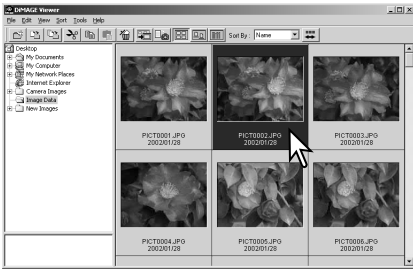 DiMAGE Viewer
File Edit View Sort Tools Help
Sort By : Name
Desktop
My Documents
My Computer
My Network Places
Internet Explorer
Camera Images
Image Data
New Images
PICT0001.JPG
2002/01/28
PICT0002.JPG
2002/01/28
PICT0003.JPG
2002/01/28
PICT0004.JPG
2002/01/28
PICT0005.JPG
2002/01/28
PICT0006.JPG
2002/01/28